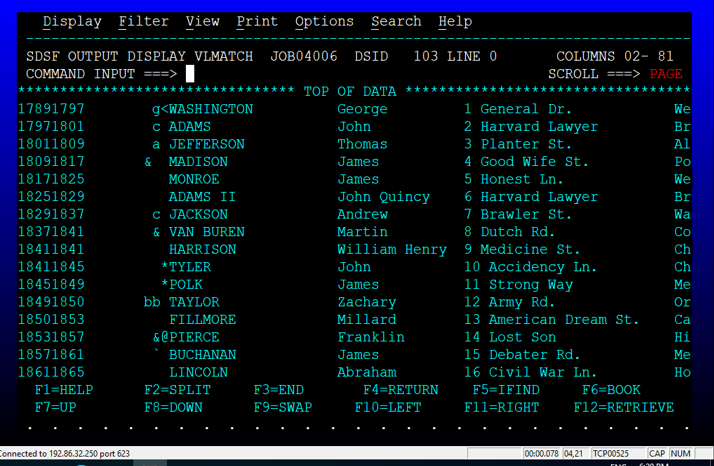 Display Filter View Print Options Search Help
--------------------------------------------------------------------------------
SDSF OUTPUT DISPLAY VLMATCH JOB04006 DSID 103 LINE 0 COLUMNS 02- 81
COMMAND INPUT ===> SCROLL ===> PAGE
********************************* TOP OF DATA **********************************
17891797 g<WASHINGTON George 1 General Dr. We
17971801 c ADAMS John 2 Harvard Lawyer Br
18011809 a JEFFERSON Thomas 3 Planter St. Al
18091817 & MADISON James 4 Good Wife St. Po
18171825 MONROE James 5 Honest Ln. We
18251829 ADAMS II John Quincy 6 Harvard Lawyer Br
18291837 c JACKSON Andrew 7 Brawler St. Wa
18371841 & VAN BUREN Martin 8 Dutch Rd. Co
18411841 HARRISON William Henry 9 Medicine St. Ch
18411845 *TYLER John 10 Accidency Ln. Ch
18451849 *POLK James 11 Strong Way Me
18491850 bb TAYLOR Zachary 12 Army Rd. Or
18501853 FILLMORE Millard 13 American Dream St. Ca
18531857 &@PIERCE Franklin 14 Lost Son Hi
18571861 ` BUCHANAN James 15 Debater Rd. Me
18611865 LINCOLN Abraham 16 Civil War Ln. Ho
F1=HELP F2=SPLIT F3=END F4=RETURN F5=IFIND F6=BOOK
F7=UP F8=DOWN F9=SWAP F10=LEFT F11=RIGHT F12=RETRIEVE
Connected to 192.86.32.250 port 623 00:00.078 04,21 TCP00525 CAP NUM